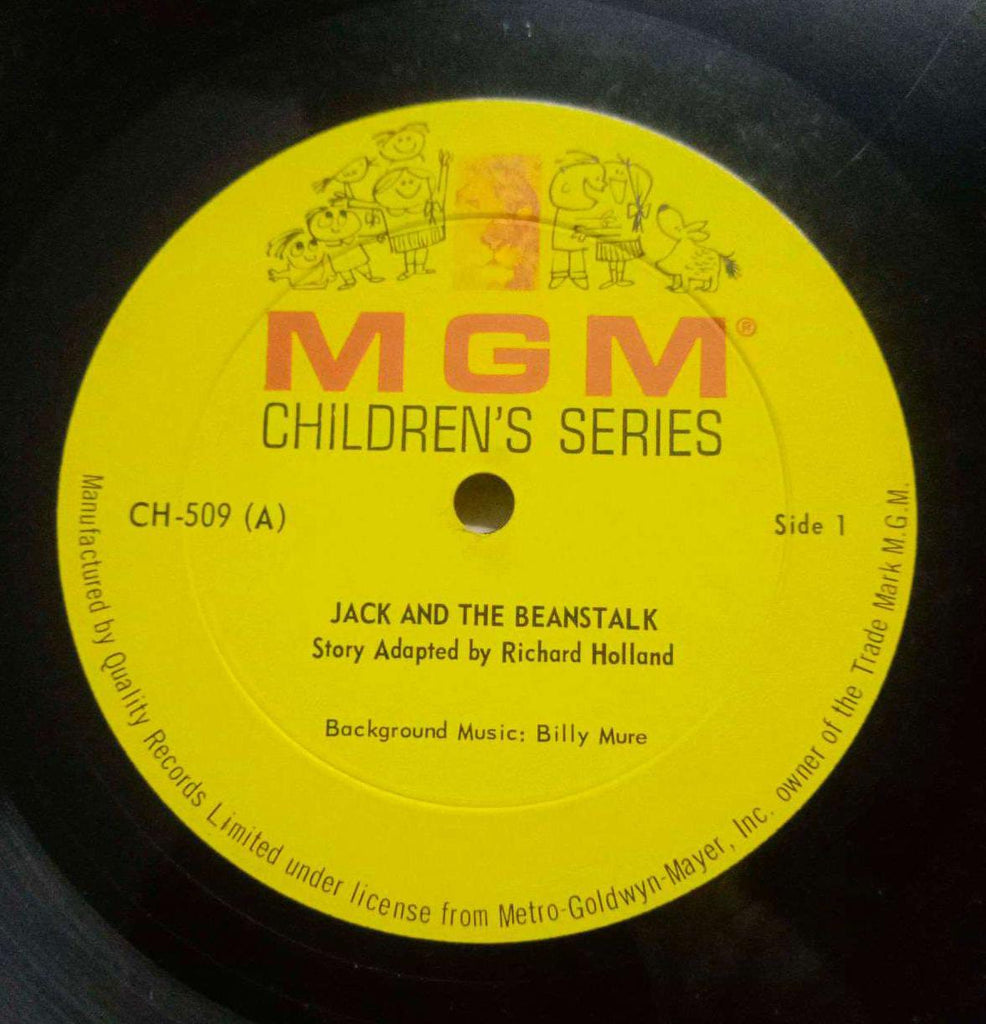 MGM®
CHILDREN'S SERIES
CH-509 (A)
Side 1
JACK AND THE BEANSTALK
Story Adapted by Richard Holland
Background Music: Billy Mure
Manufactured by Quality Records Limited under license from Metro-Goldwyn-Mayer, Inc. owner of the Trade Mark M.G.M.